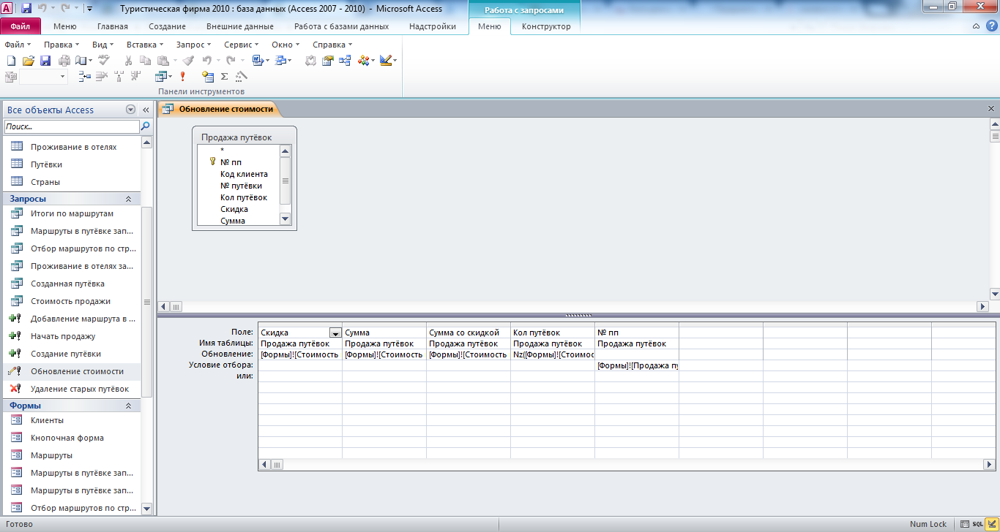 Туристическая фирма 2010 : база данных (Access 2007 - 2010) - Microsoft Access
Работа с запросами
Файл Меню Главная Создание Внешние данные Работа с базами данных Надстройки Меню Конструктор
Файл Правка Вид Вставка Запрос Сервис Окно Справка
Панели инструментов
Все объекты Access
Поиск...
Проживание в отелях
Путёвки
Страны
Запросы
Итоги по маршрутам
Маршруты в путёвке зап...
Отбор маршрутов по стр...
Проживание в отелях за...
Созданная путёвка
Стоимость продажи
Добавление маршрута в ...
Начать продажу
Создание путёвки
Обновление стоимости
Удаление старых путёвок
Формы
Клиенты
Кнопочная форма
Маршруты
Маршруты в путёвке зап...
Маршруты в путёвке зап...
Отбор маршрутов по стр...
Обновление стоимости
Продажа путёвок
*
№ пп
Код клиента
№ путёвки
Кол путёвок
Скидка
Сумма
Поле: Скидка Сумма Сумма со скидкой Кол путёвок № пп
Имя таблицы: Продажа путёвок Продажа путёвок Продажа путёвок Продажа путёвок Продажа путёвок
Обновление: [Формы]![Стоимость [Формы]![Стоимость [Формы]![Стоимость Nz([Формы]![Стоимос
Условие отбора: [Формы]![Продажа пу
или:
Готово
Num Lock
SQL